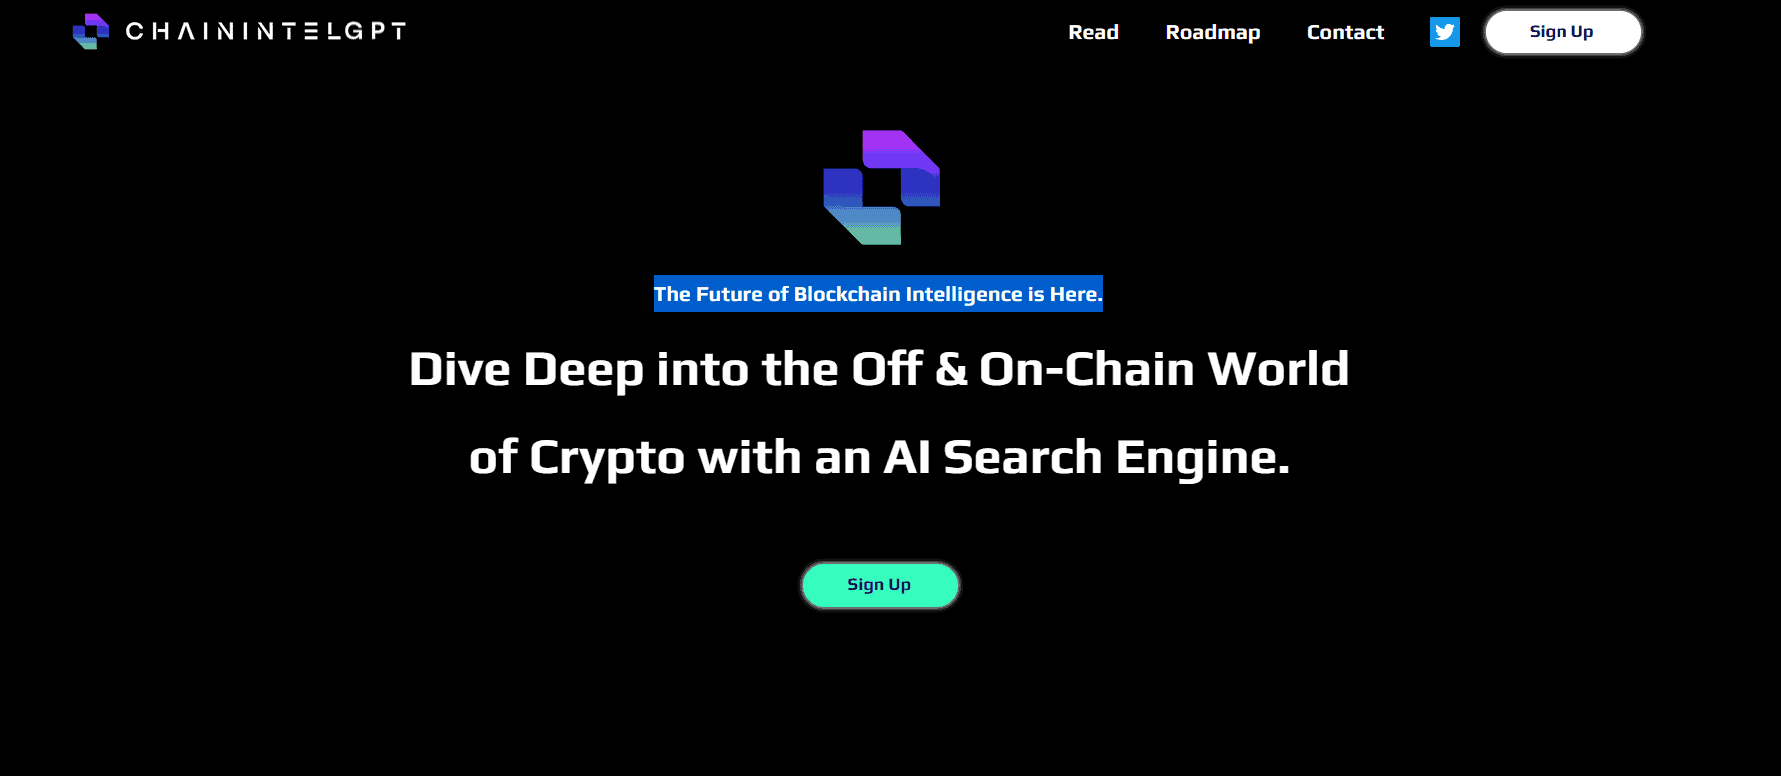 CHAININTELGPT
Read
Roadmap
Contact
Sign Up
The Future of Blockchain Intelligence is Here.
Dive Deep into the Off & On-Chain World
of Crypto with an AI Search Engine.
Sign Up